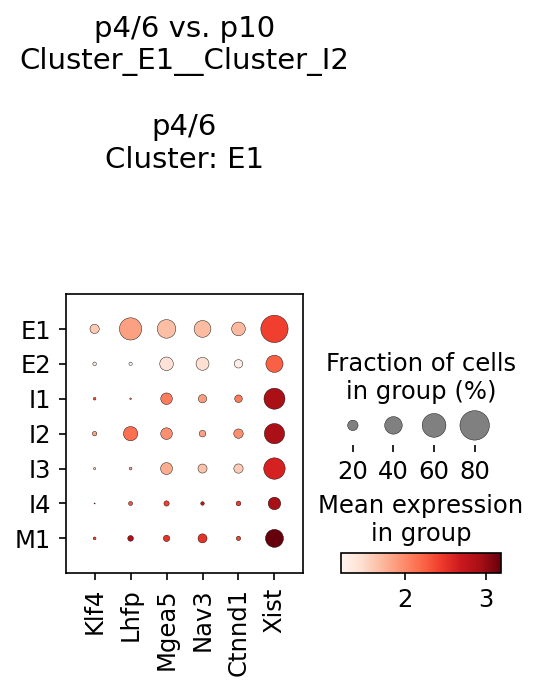 p4/6 vs. p10
Cluster_E1__Cluster_I2
p4/6
Cluster: E1
E1
E2
I1
I2
I3
I4
M1
Klf4
Lhfp
Mgea5
Nav3
Ctnnd1
Xist
Fraction of cells
in group (%)
20 40 60 80
Mean expression
in group
2 3